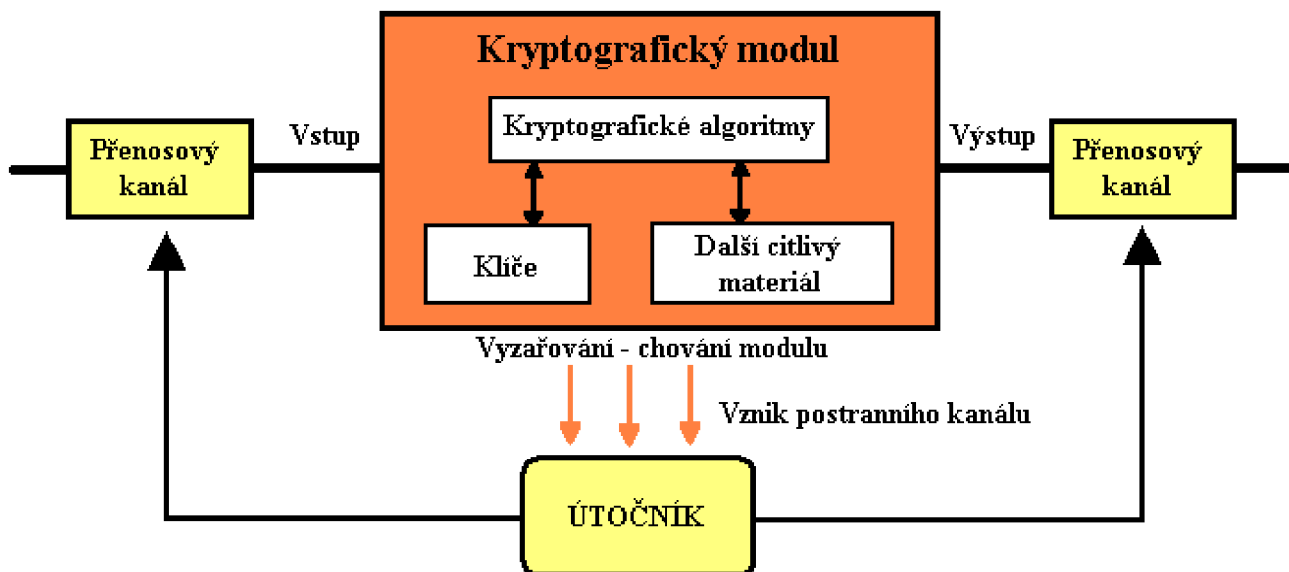 Kryptografický modul
Kryptografické algoritmy
Vstup
Výstup
Přenosový
kanál
Přenosový
kanál
Klíče
Další citlivý
materiál
Vyzařování - chování modulu
Vznik postranního kanálu
ÚTOČNÍK